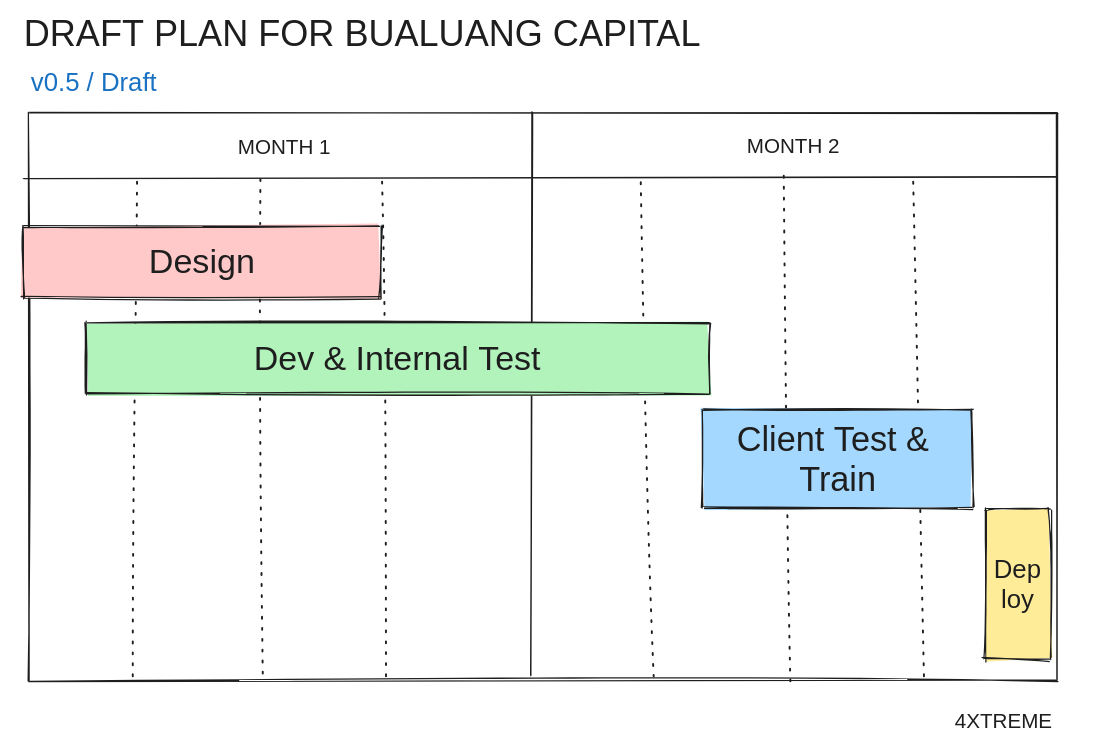 DRAFT PLAN FOR BUALUANG CAPITAL
v0.5 / Draft
MONTH 1
MONTH 2
Design
Dev & Internal Test
Client Test &
Train
Dep
loy
4XTREME